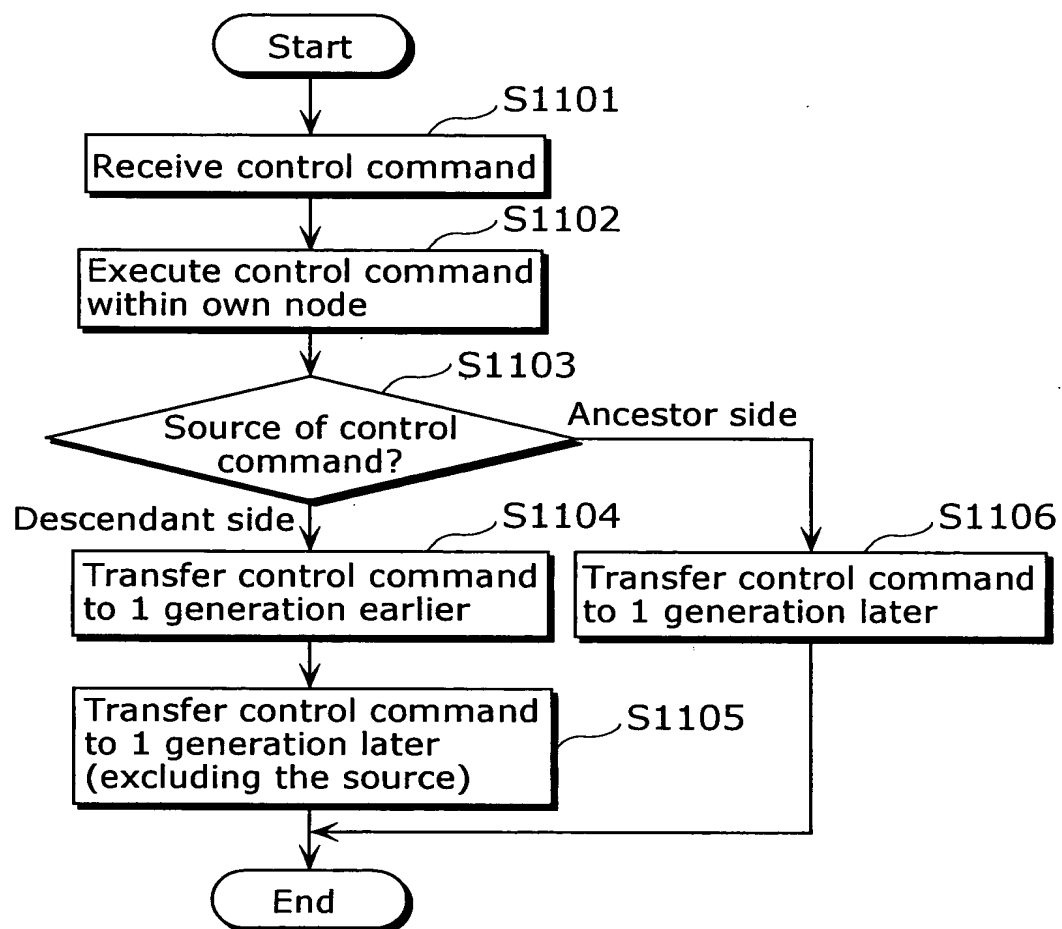 Start
S1101
Receive control command
S1102
Execute control command
within own node
S1103
Source of control
command?
Ancestor side
Descendant side
S1104
Transfer control command
to 1 generation earlier
S1106
Transfer control command
to 1 generation later
Transfer control command
to 1 generation later
(excluding the source)
S1105
End